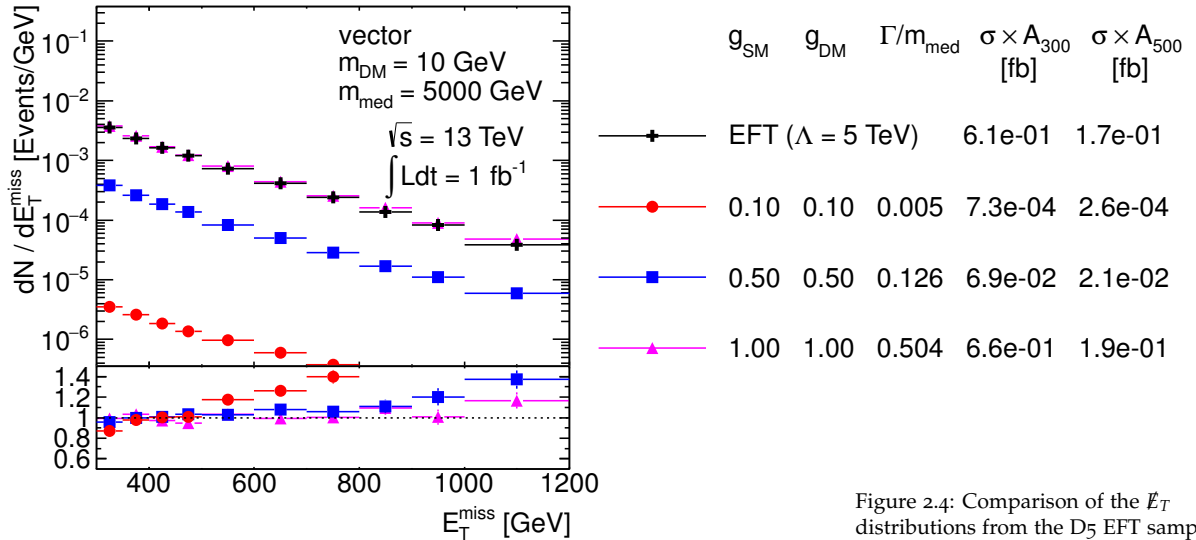 dN / dE_T^miss [Events/GeV]
10⁻¹
10⁻²
10⁻³
10⁻⁴
10⁻⁵
10⁻⁶
vector
m_DM = 10 GeV
m_med = 5000 GeV
√s = 13 TeV
∫Ldt = 1 fb⁻¹
1.4
1.2
1
0.8
0.6
400 600 800 1000 1200
E_T^miss [GeV]
g_SM g_DM Γ/m_med σ × A_300 σ × A_500
[fb] [fb]
EFT (Λ = 5 TeV) 6.1e-01 1.7e-01
0.10 0.10 0.005 7.3e-04 2.6e-04
0.50 0.50 0.126 6.9e-02 2.1e-02
1.00 1.00 0.504 6.6e-01 1.9e-01
Figure 2.4: Comparison of the E̸_T
distributions from the D5 EFT samp